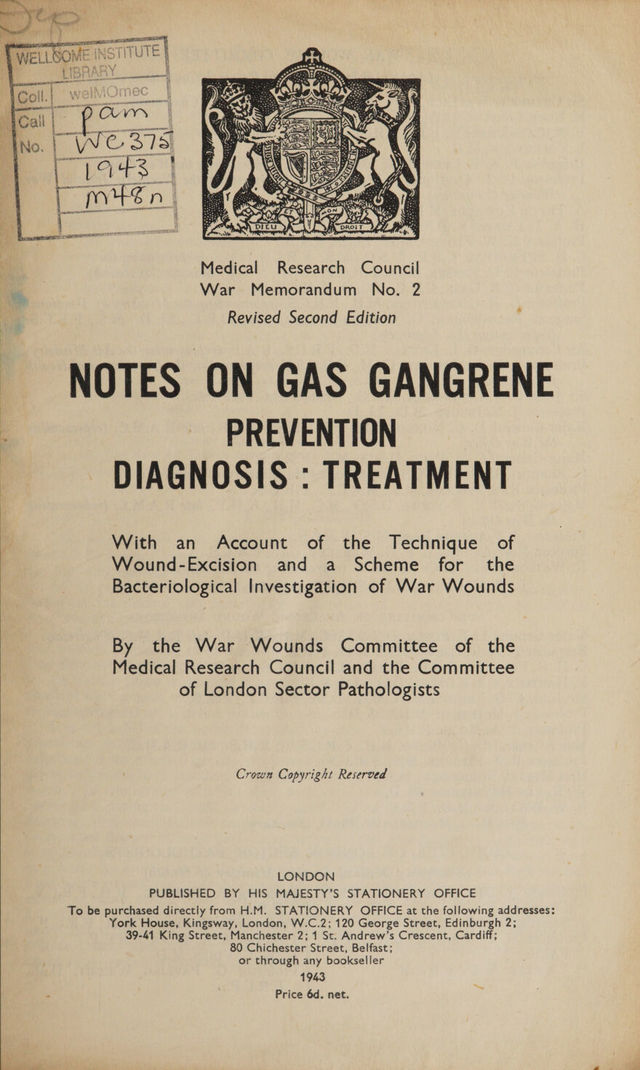 WELLCOME INSTITUTE
LIBRARY
Coll. welMOmec
Call pam
No. WC375
1943
M48n
DIEU ET MON DROIT
Medical Research Council
War Memorandum No. 2
Revised Second Edition
NOTES ON GAS GANGRENE
PREVENTION
DIAGNOSIS : TREATMENT
With an Account of the Technique of
Wound-Excision and a Scheme for the
Bacteriological Investigation of War Wounds
By the War Wounds Committee of the
Medical Research Council and the Committee
of London Sector Pathologists
Crown Copyright Reserved
LONDON
PUBLISHED BY HIS MAJESTY'S STATIONERY OFFICE
To be purchased directly from H.M. STATIONERY OFFICE at the following addresses:
York House, Kingsway, London, W.C.2; 120 George Street, Edinburgh 2;
39-41 King Street, Manchester 2; 1 St. Andrew's Crescent, Cardiff;
80 Chichester Street, Belfast;
or through any bookseller
1943
Price 6d. net.